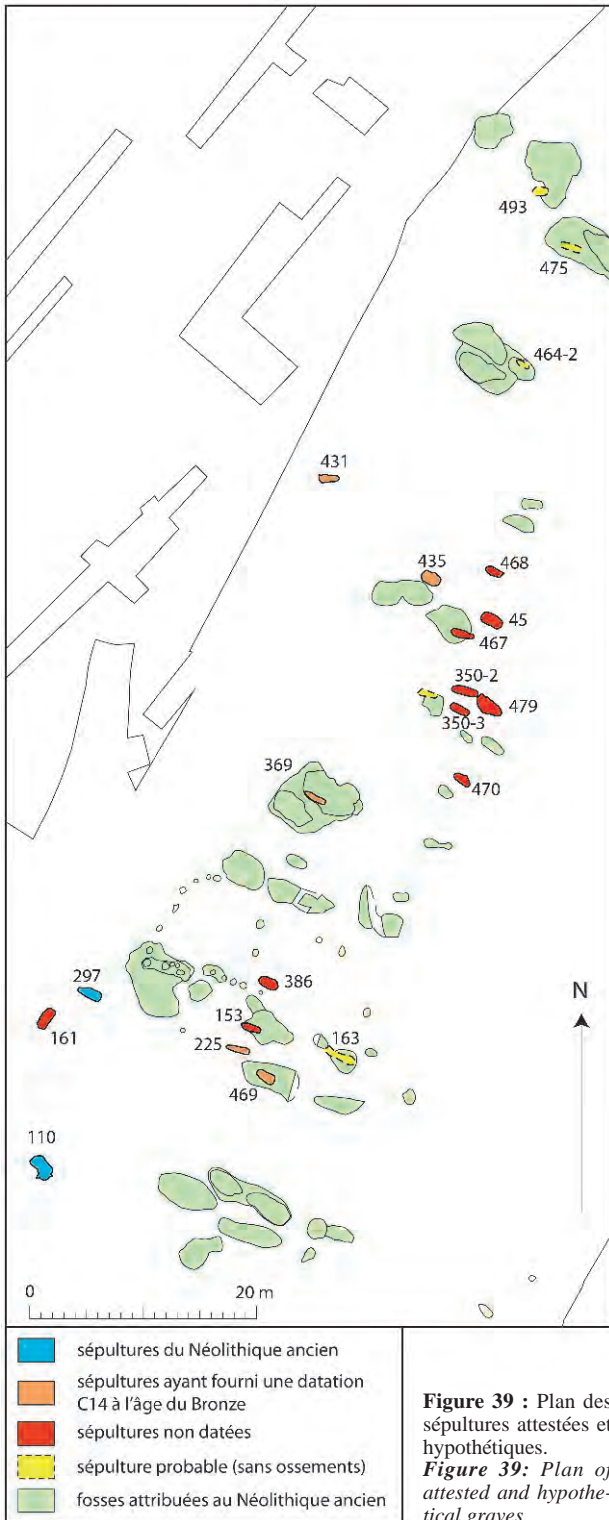 493
475
464-2
431
435
468
45
467
350-2
479
350-3
470
369
297
386
161
153
225
163
469
N
110
0 20 m
sépultures du Néolithique ancien
sépultures ayant fourni une datation
C14 à l'âge du Bronze
sépultures non datées
sépulture probable (sans ossements)
fosses attribuées au Néolithique ancien
Figure 39 : Plan des
sépultures attestées et
hypothétiques.
Figure 39: Plan of
attested and hypothe-
tical graves